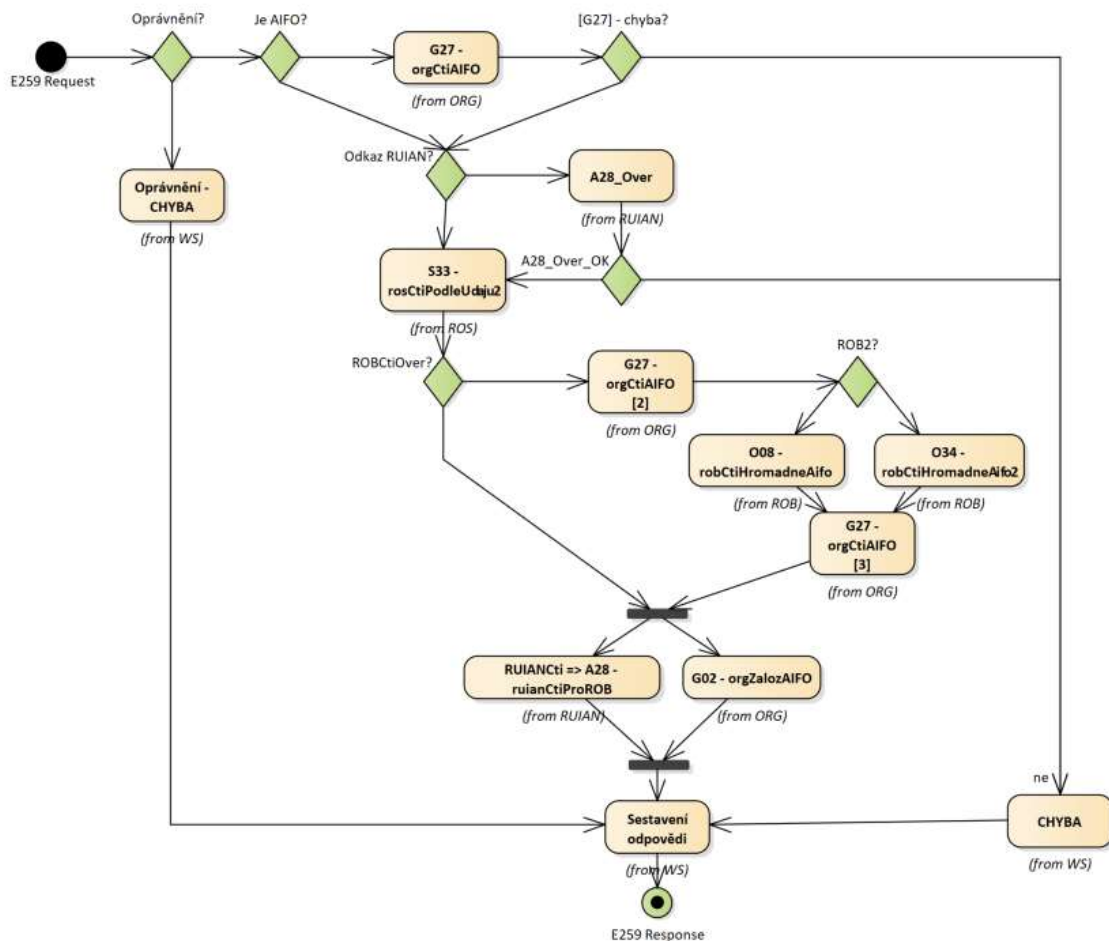 Oprávnění?
Je AIFO?
[G27] - chyba?
E259 Request
G27 -
orgCtiAIFO
(from ORG)
Odkaz RUIAN?
A28_Over
(from RUIAN)
Oprávnění -
CHYBA
(from WS)
A28_Over_OK
S33 -
rosCtiPodleUdaju2
(from ROS)
ROBCtiOver?
G27 -
orgCtiAIFO
[2]
(from ORG)
ROB2?
O08 -
robCtiHromadneAifo
(from ROB)
O34 -
robCtiHromadneAifo2
(from ROB)
G27 -
orgCtiAIFO
[3]
(from ORG)
RUIANCti => A28 -
ruianCtiProROB
(from RUIAN)
G02 - orgZalozAIFO
(from ORG)
ne
Sestavení
odpovědi
(from WS)
CHYBA
(from WS)
E259 Response